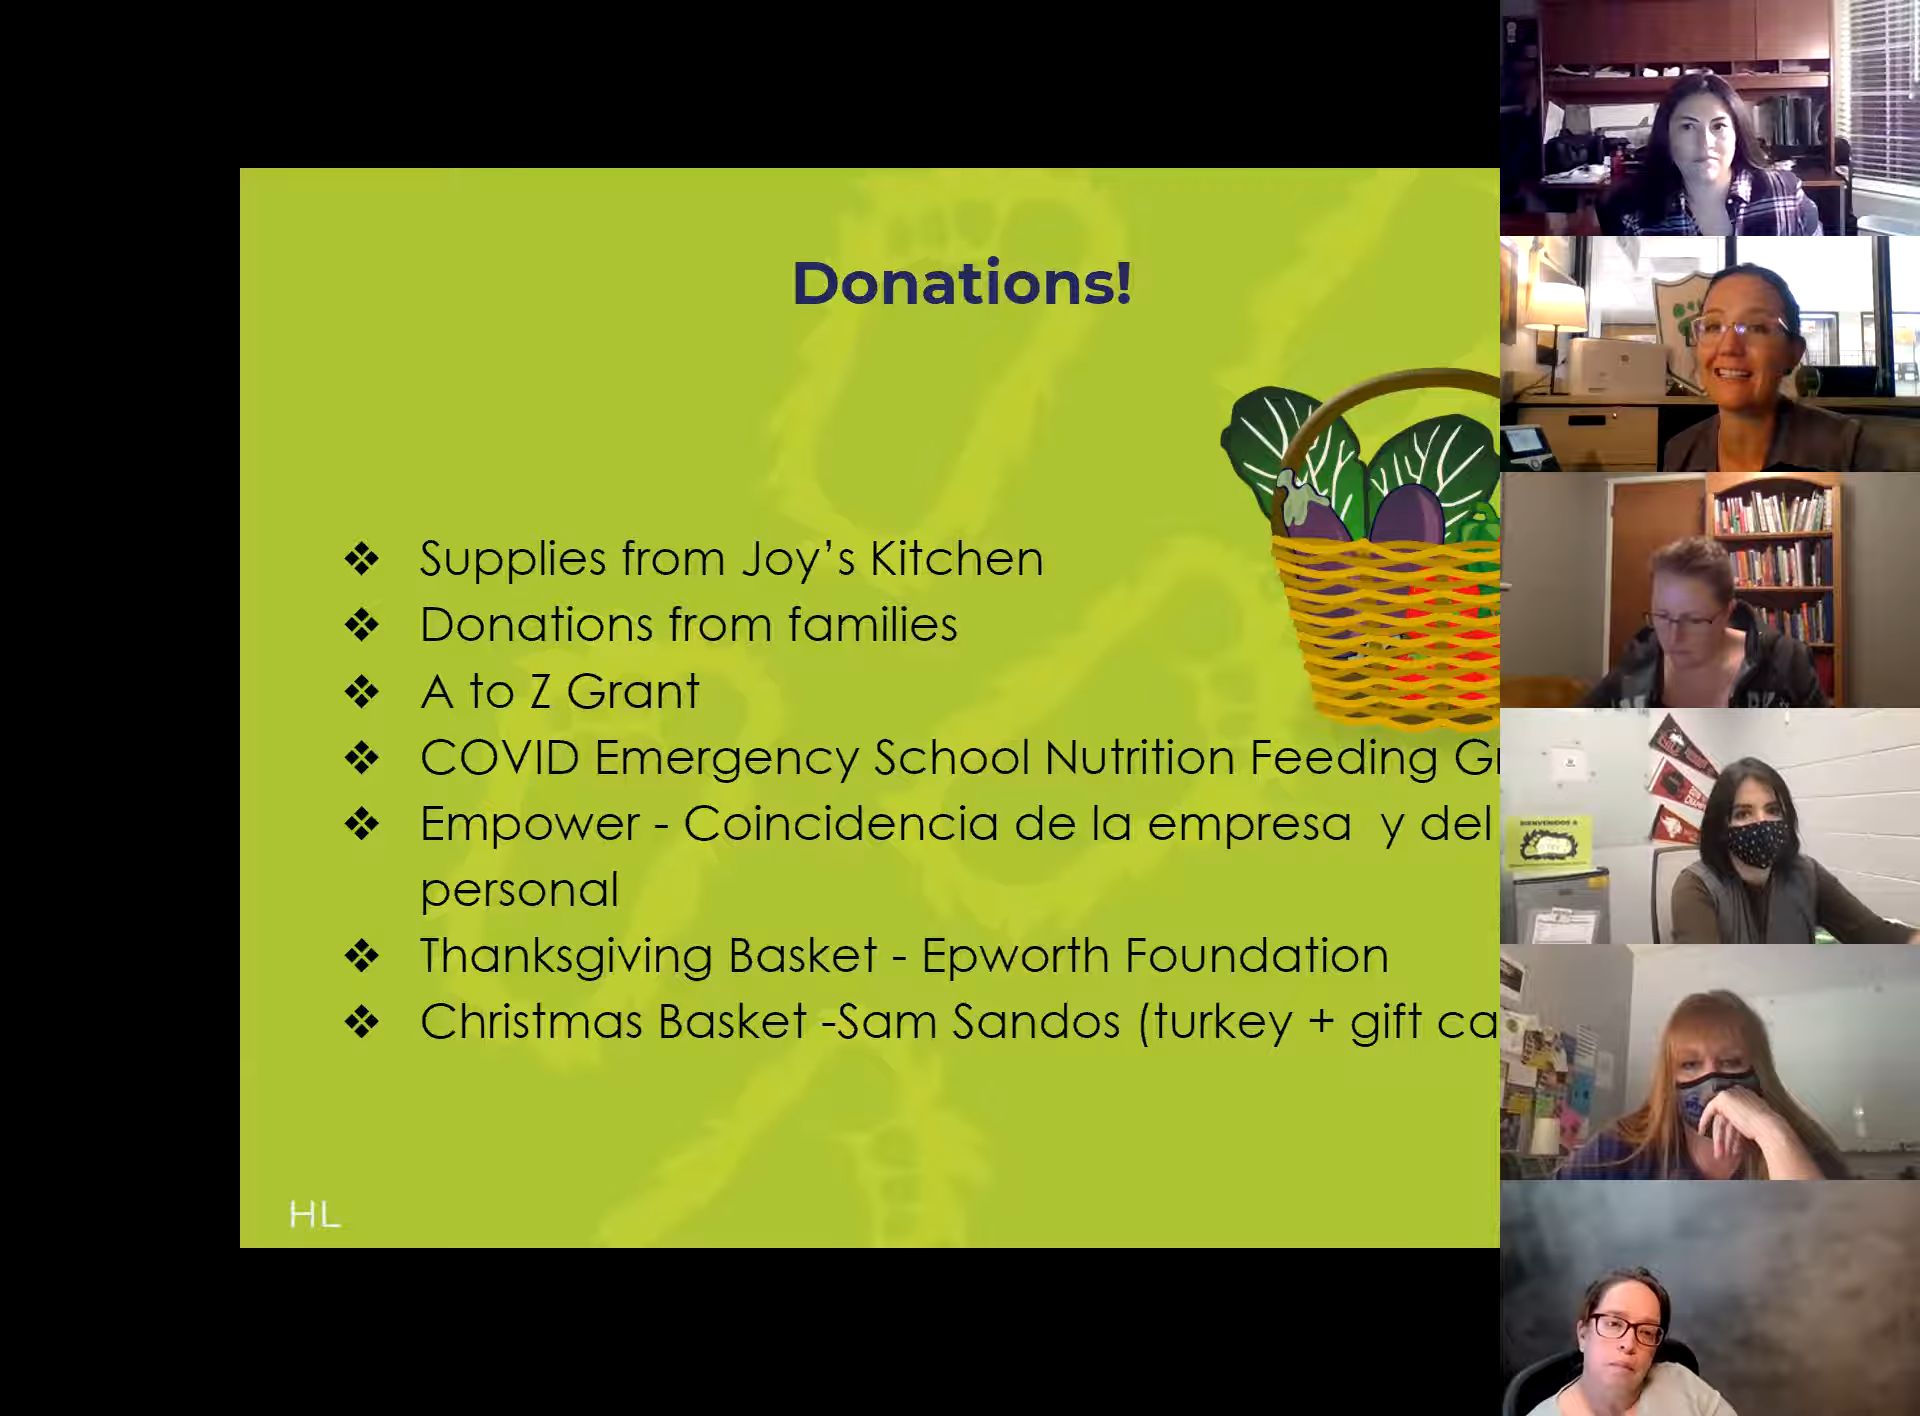 Donations!
❖ Supplies from Joy’s Kitchen
❖ Donations from families
❖ A to Z Grant
❖ COVID Emergency School Nutrition Feeding
❖ Empower - Coincidencia de la empresa y del
personal
❖ Thanksgiving Basket - Epworth Foundation
❖ Christmas Basket -Sam Sandos (turkey + gift
HL
BIENVENIDOS A